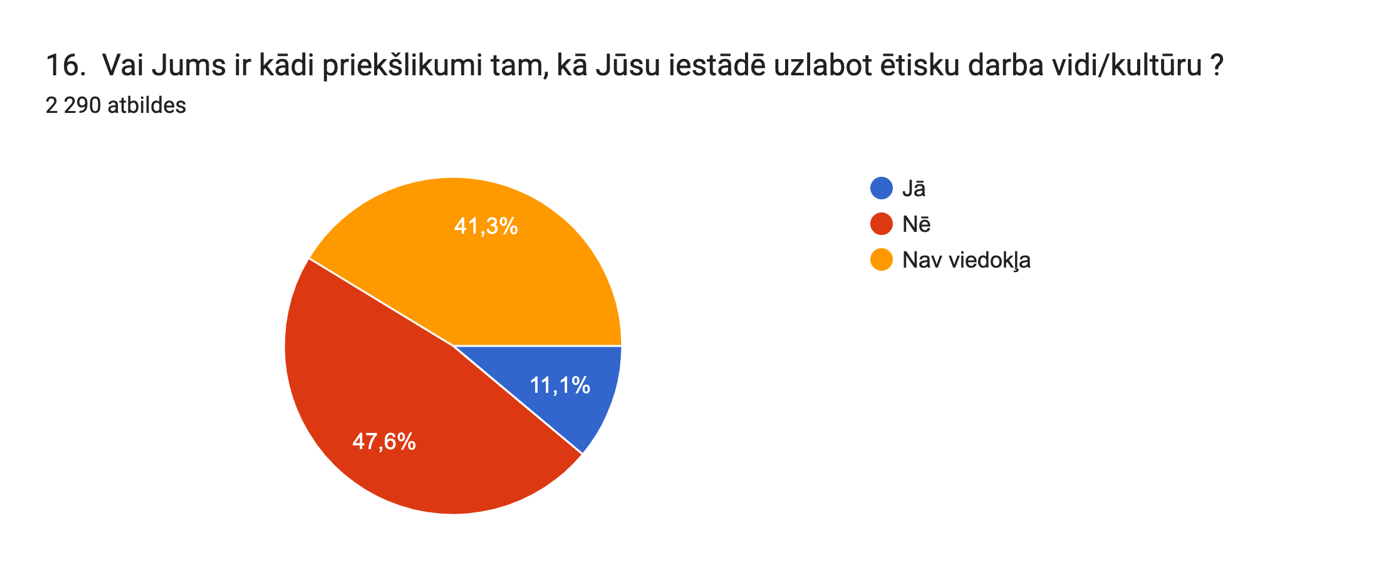 16. Vai Jums ir kādi priekšlikumi tam, kā Jūsu iestādē uzlabot ētisku darba vidi/kultūru ?
2 290 atbildes
Jā
Nē
Nav viedokļa
41,3%
11,1%
47,6%